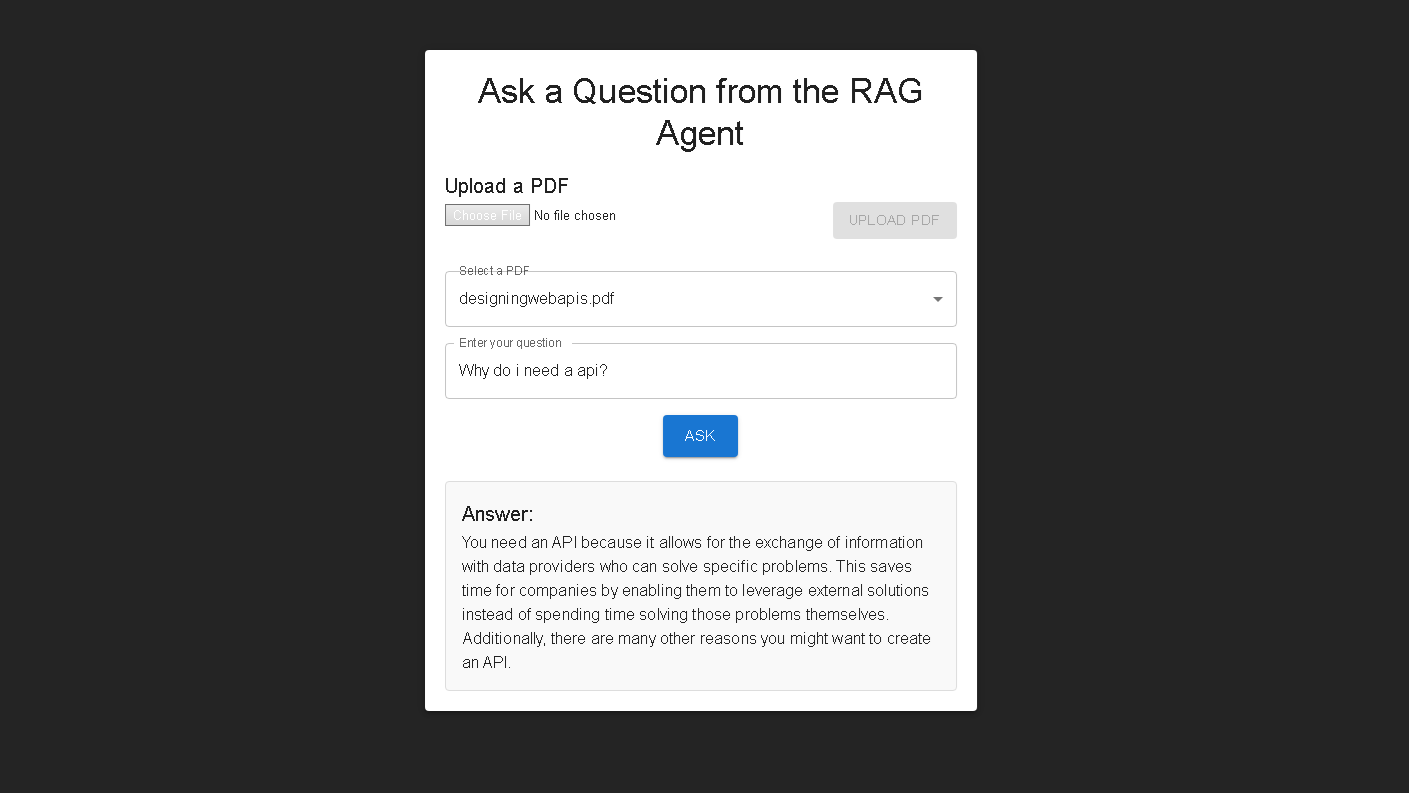 Ask a Question from the RAG
Agent
Upload a PDF
Choose File No file chosen
UPLOAD PDF
Select a PDF
designingwebapis.pdf
Enter your question
Why do i need a api?
ASK
Answer:
You need an API because it allows for the exchange of information
with data providers who can solve specific problems. This saves
time for companies by enabling them to leverage external solutions
instead of spending time solving those problems themselves.
Additionally, there are many other reasons you might want to create
an API.